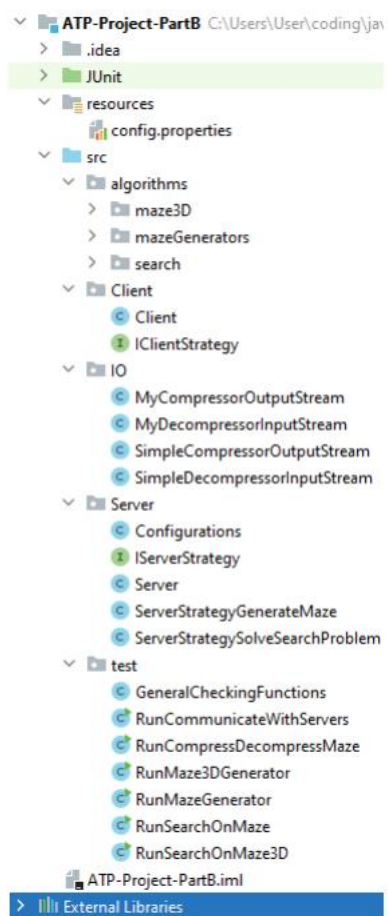 ATP-Project-PartB C:\Users\User\coding\jav
.idea
JUnit
resources
config.properties
src
algorithms
maze3D
mazeGenerators
search
Client
Client
IClientStrategy
IO
MyCompressorOutputStream
MyDecompressorInputStream
SimpleCompressorOutputStream
SimpleDecompressorInputStream
Server
Configurations
IServerStrategy
Server
ServerStrategyGenerateMaze
ServerStrategySolveSearchProblem
test
GeneralCheckingFunctions
RunCommunicateWithServers
RunCompressDecompressMaze
RunMaze3DGenerator
RunMazeGenerator
RunSearchOnMaze
RunSearchOnMaze3D
ATP-Project-PartB.iml
External Libraries